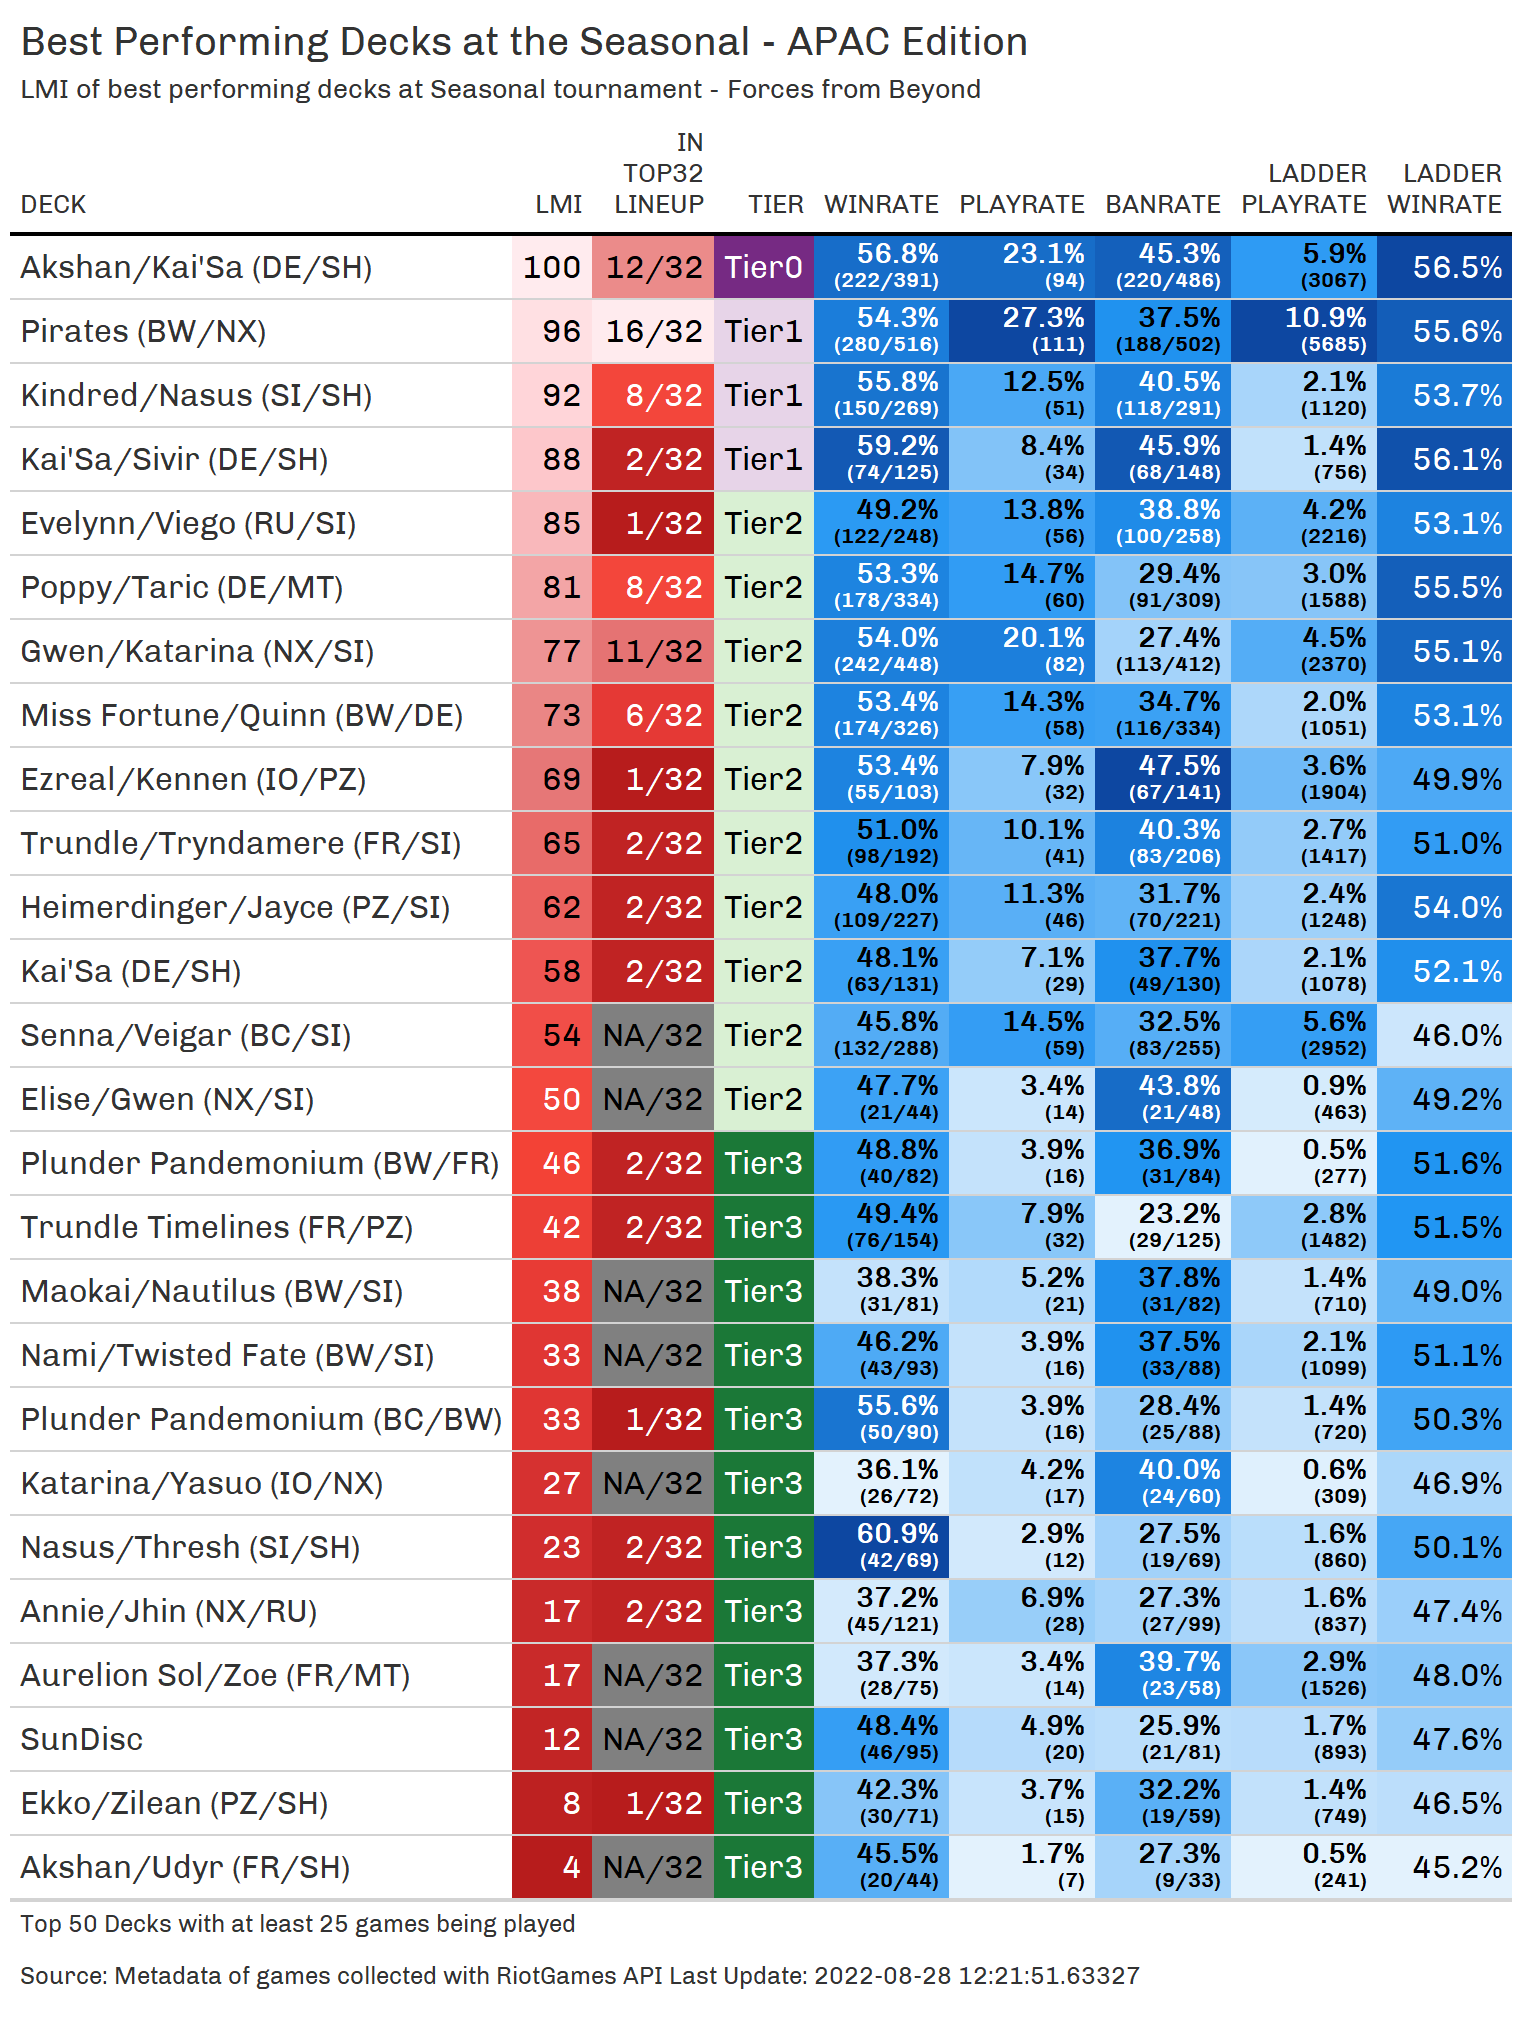 Best Performing Decks at the Seasonal - APAC Edition
LMI of best performing decks at Seasonal tournament - Forces from Beyond
DECK LMI IN TOP32 LINEUP TIER WINRATE PLAYRATE BANRATE LADDER PLAYRATE LADDER WINRATE
Akshan/Kai'Sa (DE/SH) 100 12/32 Tier0 56.8% (222/391) 23.1% (94) 45.3% (220/486) 5.9% (3067) 56.5%
Pirates (BW/NX) 96 16/32 Tier1 54.3% (280/516) 27.3% (111) 37.5% (188/502) 10.9% (5685) 55.6%
Kindred/Nasus (SI/SH) 92 8/32 Tier1 55.8% (150/269) 12.5% (51) 40.5% (118/291) 2.1% (1120) 53.7%
Kai'Sa/Sivir (DE/SH) 88 2/32 Tier1 59.2% (74/125) 8.4% (34) 45.9% (68/148) 1.4% (756) 56.1%
Evelynn/Viego (RU/SI) 85 1/32 Tier2 49.2% (122/248) 13.8% (56) 38.8% (100/258) 4.2% (2216) 53.1%
Poppy/Taric (DE/MT) 81 8/32 Tier2 53.3% (178/334) 14.7% (60) 29.4% (91/309) 3.0% (1588) 55.5%
Gwen/Katarina (NX/SI) 77 11/32 Tier2 54.0% (242/448) 20.1% (82) 27.4% (113/412) 4.5% (2370) 55.1%
Miss Fortune/Quinn (BW/DE) 73 6/32 Tier2 53.4% (174/326) 14.3% (58) 34.7% (116/334) 2.0% (1051) 53.1%
Ezreal/Kennen (IO/PZ) 69 1/32 Tier2 53.4% (55/103) 7.9% (32) 47.5% (67/141) 3.6% (1904) 49.9%
Trundle/Tryndamere (FR/SI) 65 2/32 Tier2 51.0% (98/192) 10.1% (41) 40.3% (83/206) 2.7% (1417) 51.0%
Heimerdinger/Jayce (PZ/SI) 62 2/32 Tier2 48.0% (109/227) 11.3% (46) 31.7% (70/221) 2.4% (1248) 54.0%
Kai'Sa (DE/SH) 58 2/32 Tier2 48.1% (63/131) 7.1% (29) 37.7% (49/130) 2.1% (1078) 52.1%
Senna/Veigar (BC/SI) 54 NA/32 Tier2 45.8% (132/288) 14.5% (59) 32.5% (83/255) 5.6% (2952) 46.0%
Elise/Gwen (NX/SI) 50 NA/32 Tier2 47.7% (21/44) 3.4% (14) 43.8% (21/48) 0.9% (463) 49.2%
Plunder Pandemonium (BW/FR) 46 2/32 Tier3 48.8% (40/82) 3.9% (16) 36.9% (31/84) 0.5% (277) 51.6%
Trundle Timelines (FR/PZ) 42 2/32 Tier3 49.4% (76/154) 7.9% (32) 23.2% (29/125) 2.8% (1482) 51.5%
Maokai/Nautilus (BW/SI) 38 NA/32 Tier3 38.3% (31/81) 5.2% (21) 37.8% (31/82) 1.4% (710) 49.0%
Nami/Twisted Fate (BW/SI) 33 NA/32 Tier3 46.2% (43/93) 3.9% (16) 37.5% (33/88) 2.1% (1099) 51.1%
Plunder Pandemonium (BC/BW) 33 1/32 Tier3 55.6% (50/90) 3.9% (16) 28.4% (25/88) 1.4% (720) 50.3%
Katarina/Yasuo (IO/NX) 27 NA/32 Tier3 36.1% (26/72) 4.2% (17) 40.0% (24/60) 0.6% (309) 46.9%
Nasus/Thresh (SI/SH) 23 2/32 Tier3 60.9% (42/69) 2.9% (12) 27.5% (19/69) 1.6% (860) 50.1%
Annie/Jhin (NX/RU) 17 2/32 Tier3 37.2% (45/121) 6.9% (28) 27.3% (27/99) 1.6% (837) 47.4%
Aurelion Sol/Zoe (FR/MT) 17 NA/32 Tier3 37.3% (28/75) 3.4% (14) 39.7% (23/58) 2.9% (1526) 48.0%
SunDisc 12 NA/32 Tier3 48.4% (46/95) 4.9% (20) 25.9% (21/81) 1.7% (893) 47.6%
Ekko/Zilean (PZ/SH) 8 1/32 Tier3 42.3% (30/71) 3.7% (15) 32.2% (19/59) 1.4% (749) 46.5%
Akshan/Udyr (FR/SH) 4 NA/32 Tier3 45.5% (20/44) 1.7% (7) 27.3% (9/33) 0.5% (241) 45.2%
Top 50 Decks with at least 25 games being played
Source: Metadata of games collected with RiotGames API Last Update: 2022-08-28 12:21:51.63327